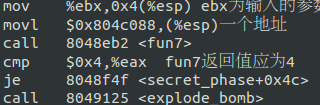 mov %ebx,0x4(%esp) ebx为输入的参
movl $0x804c088,(%esp)一个地址
call 8048eb2 <fun7>
cmp $0x4,%eax fun7返回值应为4
je 8048f4f <secret_phase+0x4c>
call 8049125 <explode_bomb>